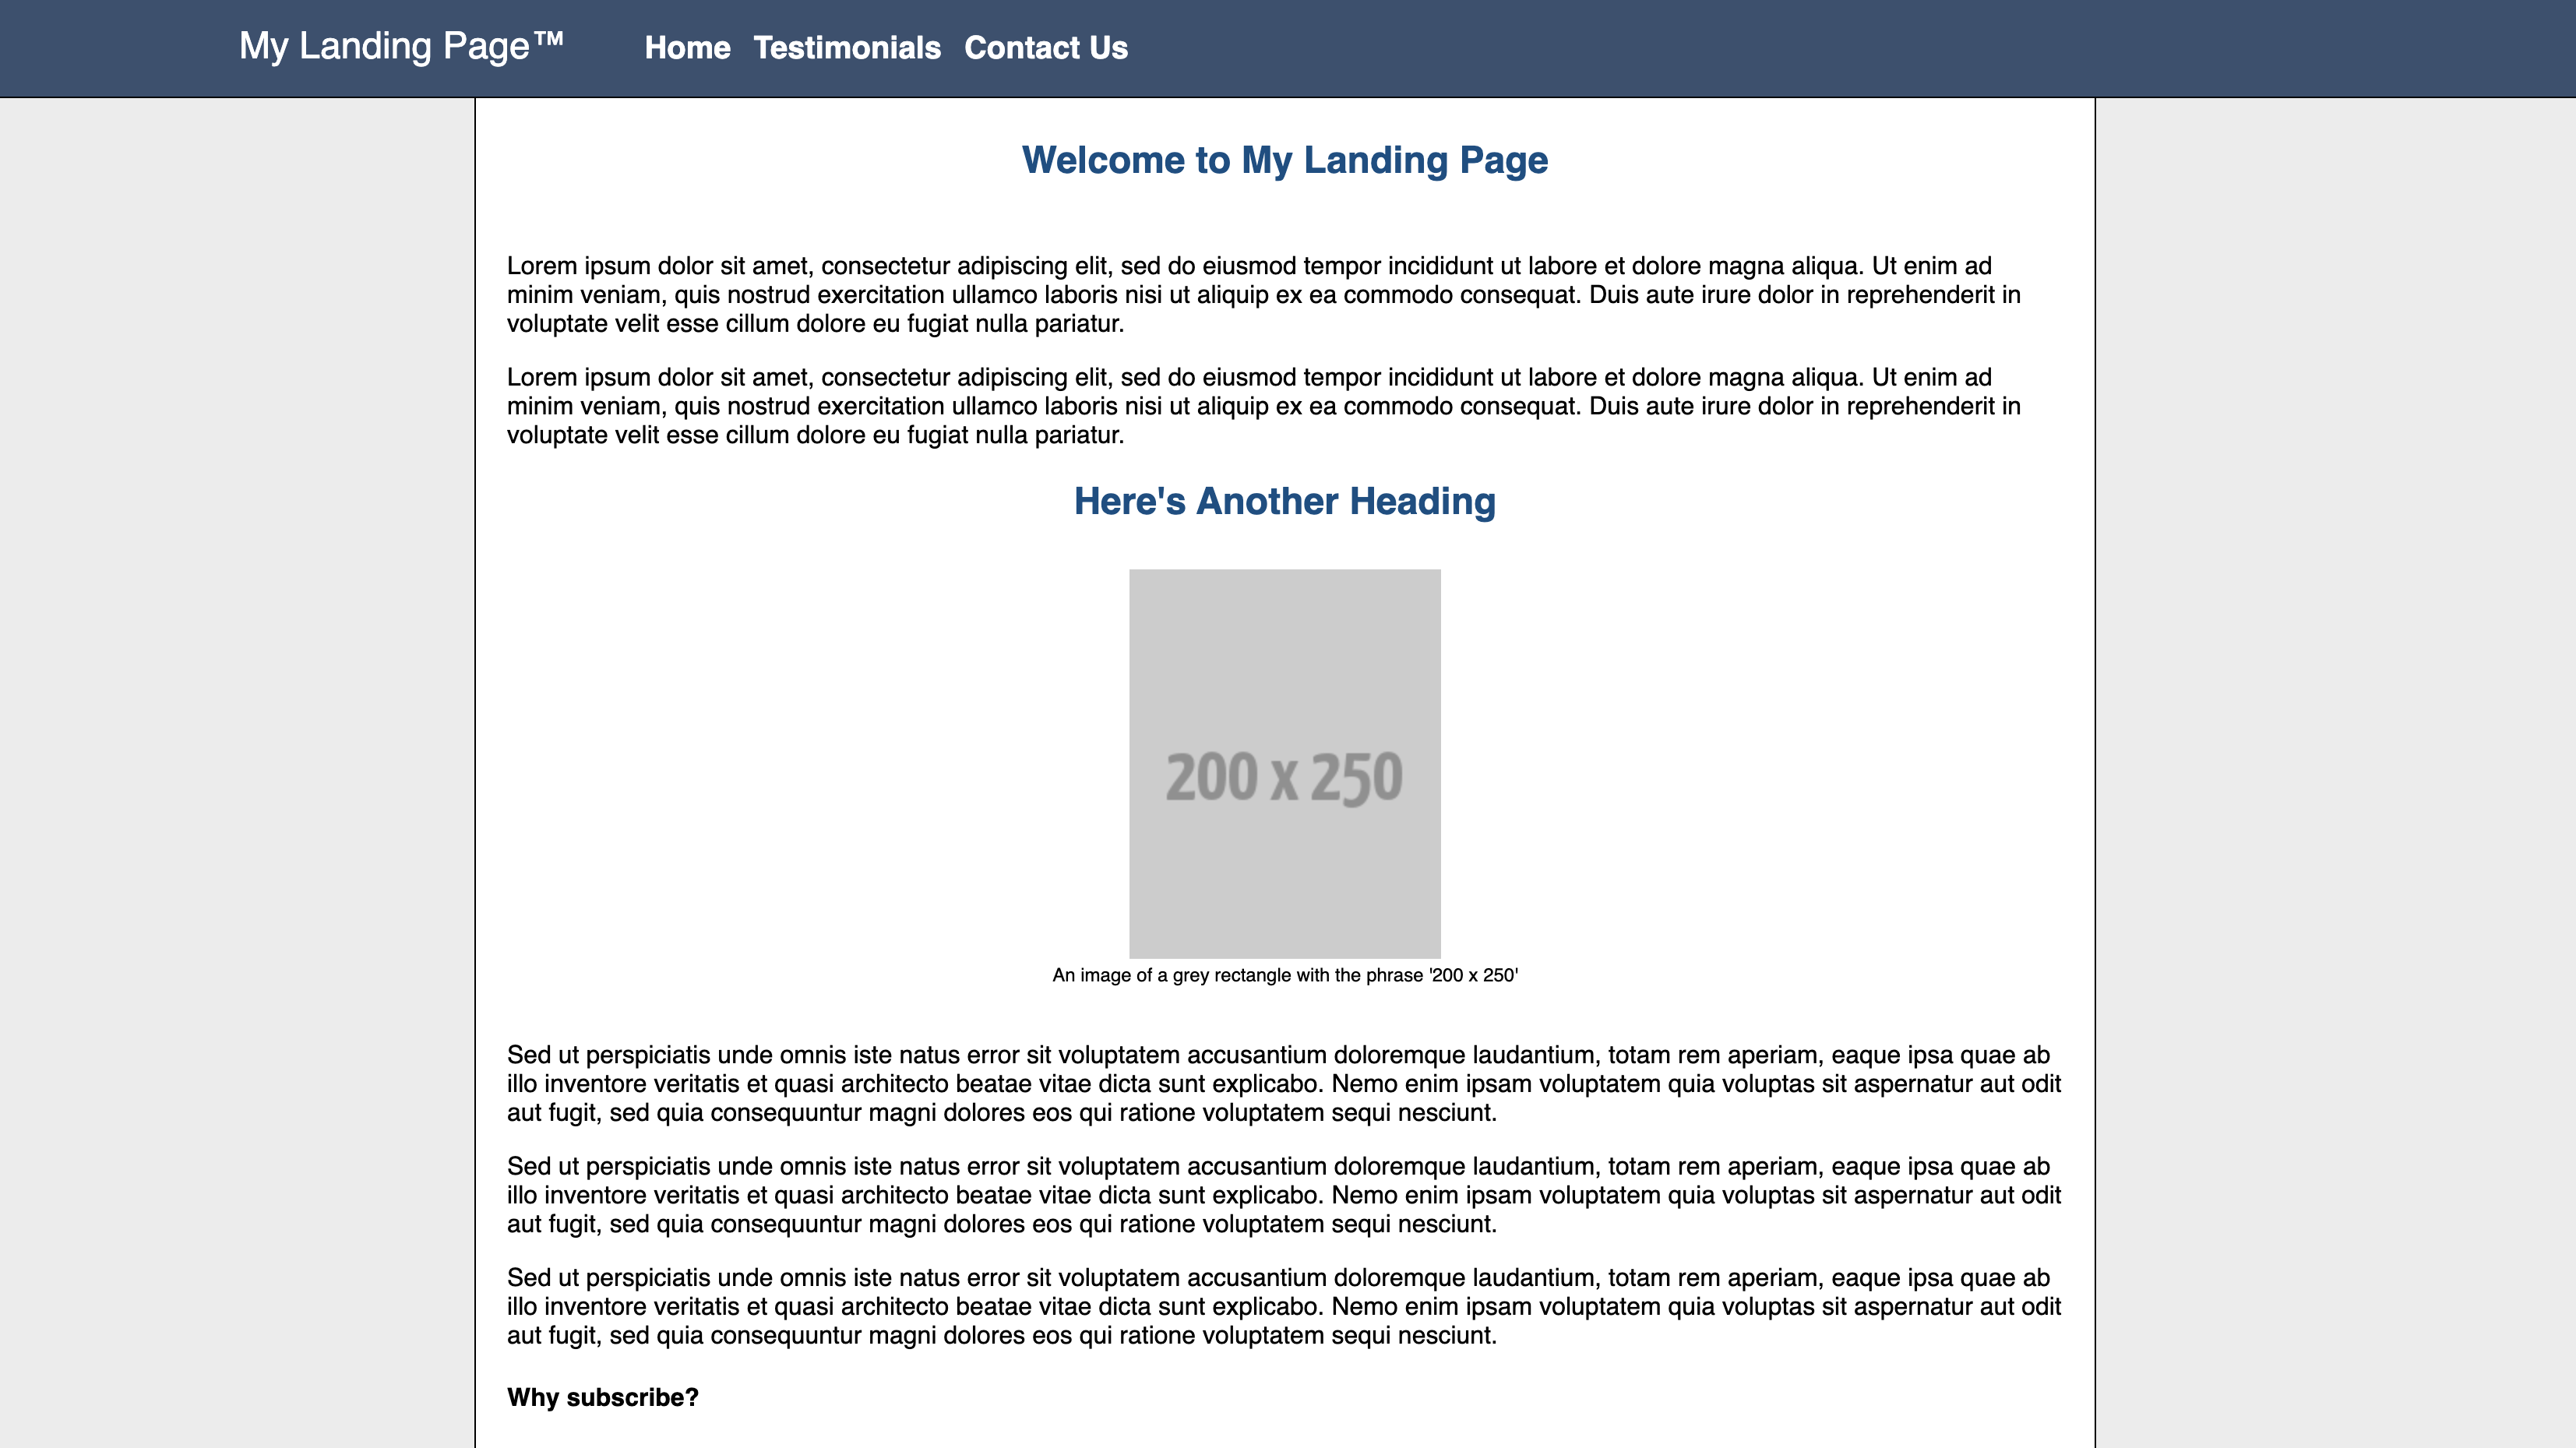 My Landing Page™ Home Testimonials Contact Us
Welcome to My Landing Page
Lorem ipsum dolor sit amet, consectetur adipiscing elit, sed do eiusmod tempor incididunt ut labore et dolore magna aliqua. Ut enim ad
minim veniam, quis nostrud exercitation ullamco laboris nisi ut aliquip ex ea commodo consequat. Duis aute irure dolor in reprehenderit in
voluptate velit esse cillum dolore eu fugiat nulla pariatur.
Lorem ipsum dolor sit amet, consectetur adipiscing elit, sed do eiusmod tempor incididunt ut labore et dolore magna aliqua. Ut enim ad
minim veniam, quis nostrud exercitation ullamco laboris nisi ut aliquip ex ea commodo consequat. Duis aute irure dolor in reprehenderit in
voluptate velit esse cillum dolore eu fugiat nulla pariatur.
Here's Another Heading
200 x 250
An image of a grey rectangle with the phrase '200 x 250'
Sed ut perspiciatis unde omnis iste natus error sit voluptatem accusantium doloremque laudantium, totam rem aperiam, eaque ipsa quae ab
illo inventore veritatis et quasi architecto beatae vitae dicta sunt explicabo. Nemo enim ipsam voluptatem quia voluptas sit aspernatur aut odit
aut fugit, sed quia consequuntur magni dolores eos qui ratione voluptatem sequi nesciunt.
Sed ut perspiciatis unde omnis iste natus error sit voluptatem accusantium doloremque laudantium, totam rem aperiam, eaque ipsa quae ab
illo inventore veritatis et quasi architecto beatae vitae dicta sunt explicabo. Nemo enim ipsam voluptatem quia voluptas sit aspernatur aut odit
aut fugit, sed quia consequuntur magni dolores eos qui ratione voluptatem sequi nesciunt.
Sed ut perspiciatis unde omnis iste natus error sit voluptatem accusantium doloremque laudantium, totam rem aperiam, eaque ipsa quae ab
illo inventore veritatis et quasi architecto beatae vitae dicta sunt explicabo. Nemo enim ipsam voluptatem quia voluptas sit aspernatur aut odit
aut fugit, sed quia consequuntur magni dolores eos qui ratione voluptatem sequi nesciunt.
Why subscribe?